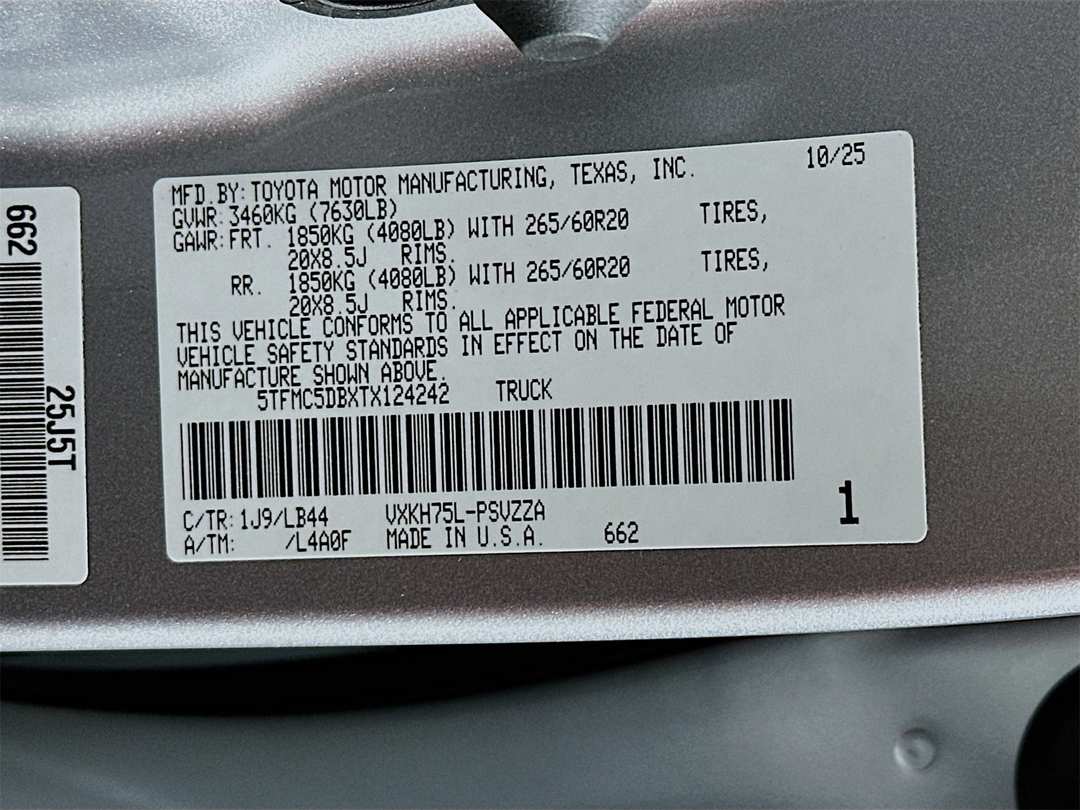 MFD.BY: TOYOTA MOTOR MANUFACTURING, TEXAS, INC. 10/25
GVWR: 3460KG (7630LB)
GAWR: FRT. 1850KG (4080LB) WITH 265/60R20 TIRES,
20X8.5J RIMS.
RR. 1850KG (4080LB) WITH 265/60R20 TIRES,
20X8.5J RIMS.
THIS VEHICLE CONFORMS TO ALL APPLICABLE FEDERAL MOTOR
VEHICLE SAFETY STANDARDS IN EFFECT ON THE DATE OF
MANUFACTURE SHOWN ABOVE.
5TFMC5DBXTX124242 TRUCK
C/TR: 1J9/LB44 VXKH75L-PSVZZA
A/TM: /L4A0F MADE IN U.S.A. 662
1
662
25J5T